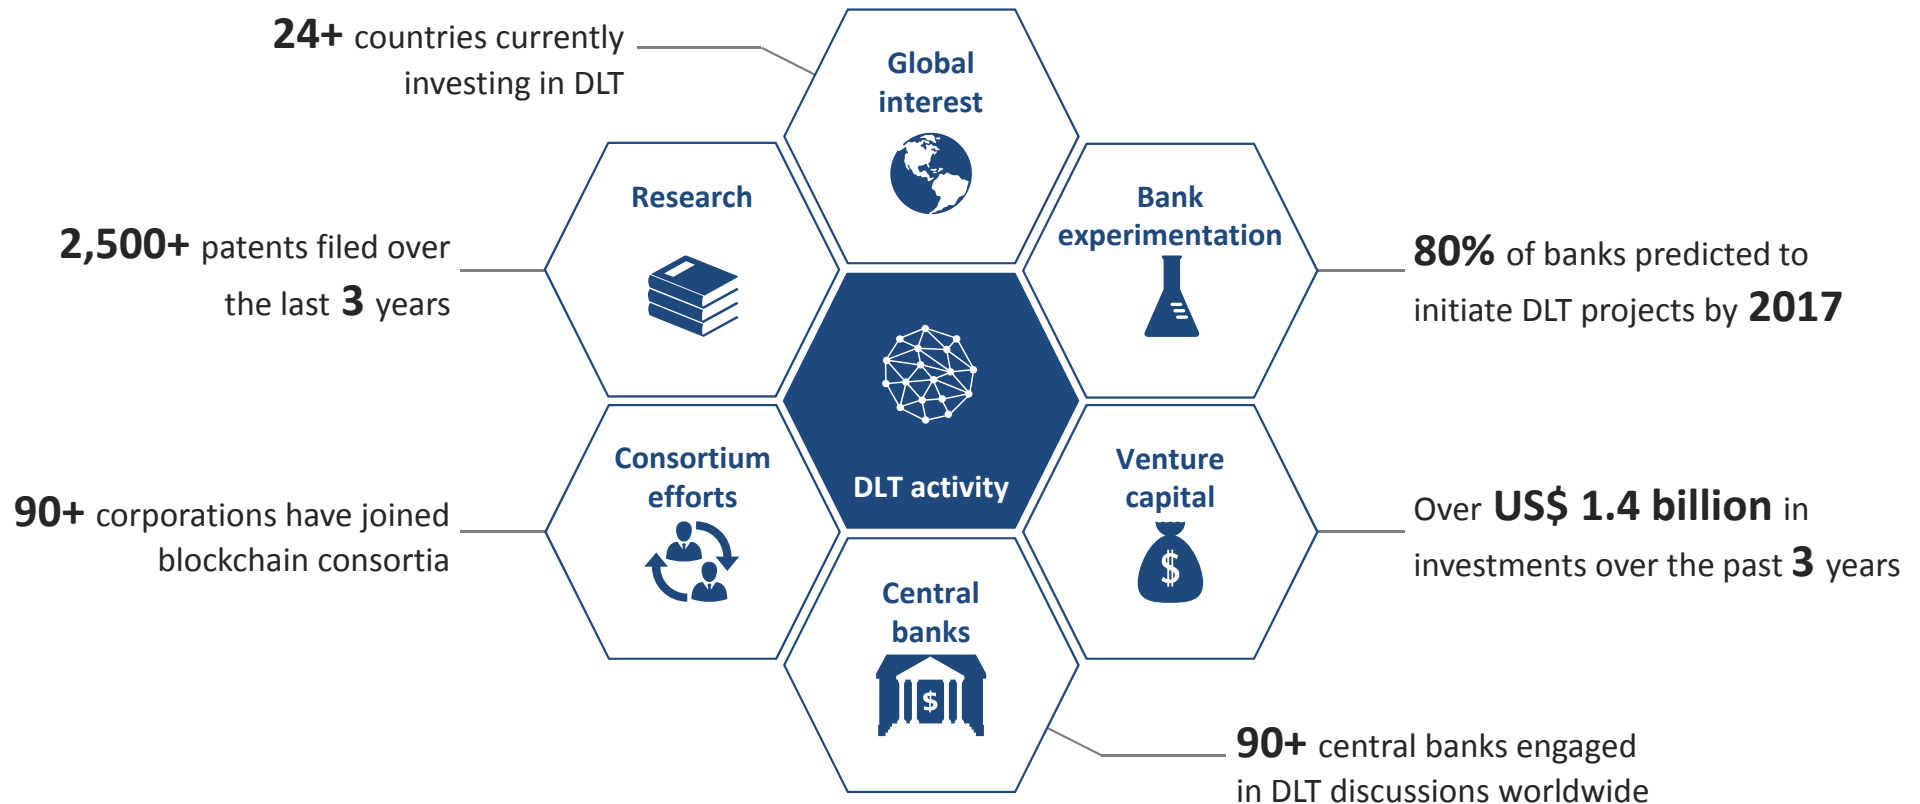 24+ countries currently
investing in DLT
Global
interest
Research
2,500+ patents filed over
the last 3 years
Bank
experimentation
80% of banks predicted to
initiate DLT projects by 2017
DLT activity
Consortium
efforts
90+ corporations have joined
blockchain consortia
Venture
capital
$
Over US$ 1.4 billion in
investments over the past 3 years
Central
banks
$
90+ central banks engaged
in DLT discussions worldwide